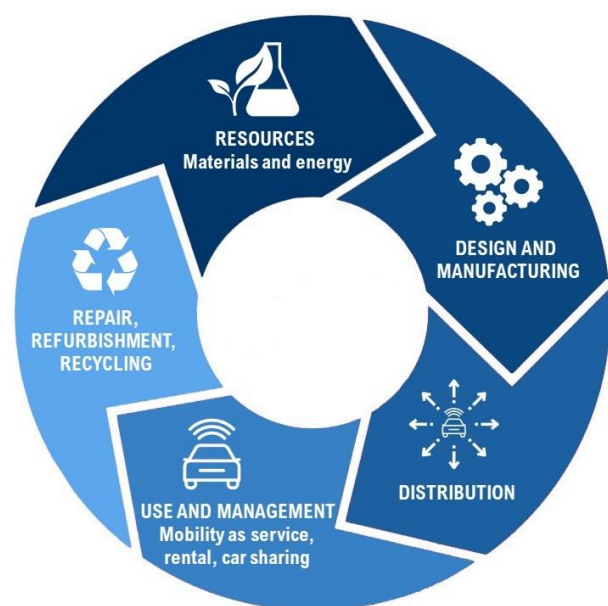 RESOURCES
Materials and energy
DESIGN AND
MANUFACTURING
DISTRIBUTION
USE AND MANAGEMENT
Mobility as service,
rental, car sharing
REPAIR,
REFURBISHMENT,
RECYCLING